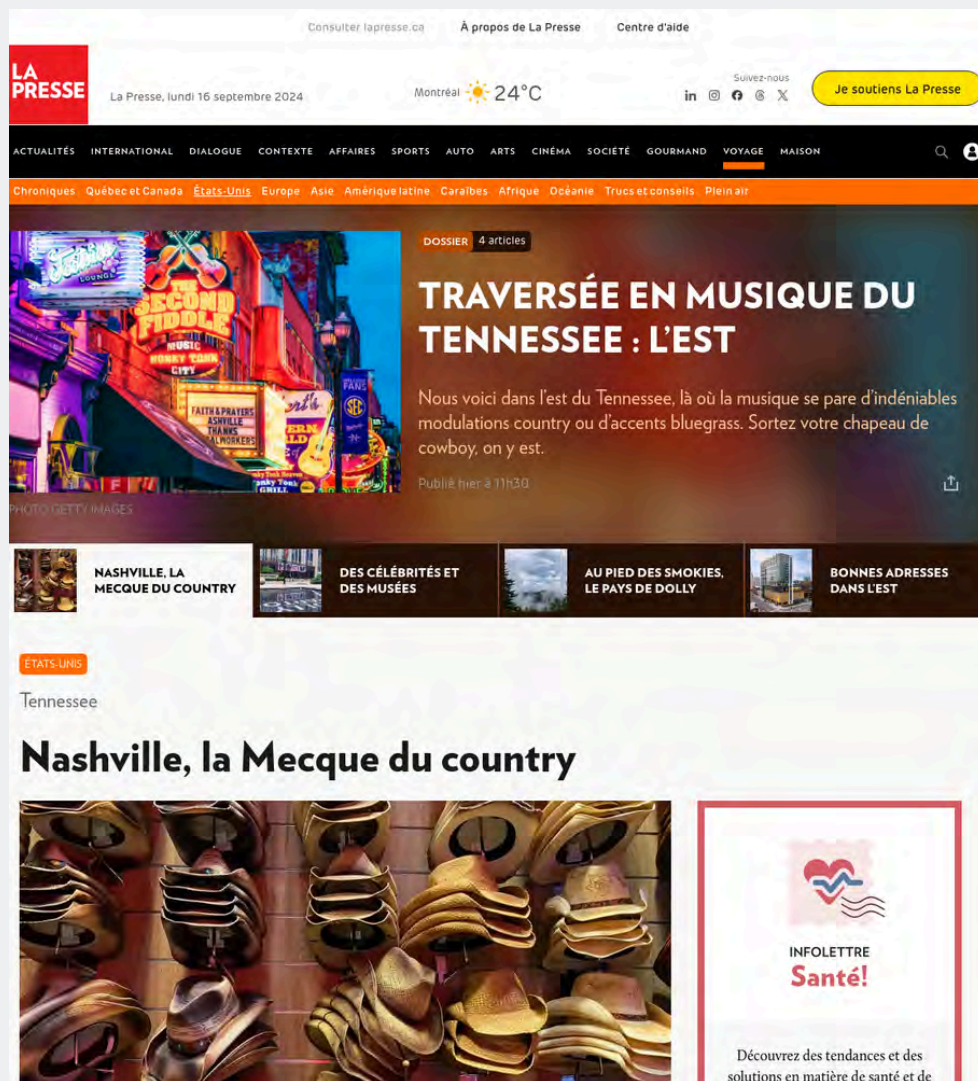 Consulter lapresse.ca À propos de La Presse Centre d'aide
LA
PRESSE
La Presse, lundi 16 septembre 2024
Montréal 24°C
Suivez-nous
Je soutiens La Presse
ACTUALITÉS INTERNATIONAL DIALOGUE CONTEXTE AFFAIRES SPORTS AUTO ARTS CINÉMA SOCIÉTÉ GOURMAND VOYAGE MAISON
Chroniques Québec et Canada États-Unis Europe Asie Amérique latine Caraïbes Afrique Océanie Trucs et conseils Plein air
LOUNGE
THE
SECOND
FIDDLE
MUSIC
HONKY TONK
CITY
FAITH & PRAYERS
ASHVILLE
THANKS
FANS
SEC
GRILL
DOSSIER 4 articles
TRAVERSÉE EN MUSIQUE DU
TENNESSEE : L'EST
Nous voici dans l'est du Tennessee, là où la musique se pare d'indéniables
modulations country ou d'accents bluegrass. Sortez votre chapeau de
cowboy, on y est.
Publié hier à 11h30
PHOTO GETTY IMAGES
NASHVILLE, LA
MECQUE DU COUNTRY
DES CÉLÉBRITÉS ET
DES MUSÉES
AU PIED DES SMOKIES,
LE PAYS DE DOLLY
BONNES ADRESSES
DANS L'EST
ÉTATS-UNIS
Tennessee
Nashville, la Mecque du country
INFOLETTRE
Santé!
Découvrez des tendances et des
solutions en matière de santé et de